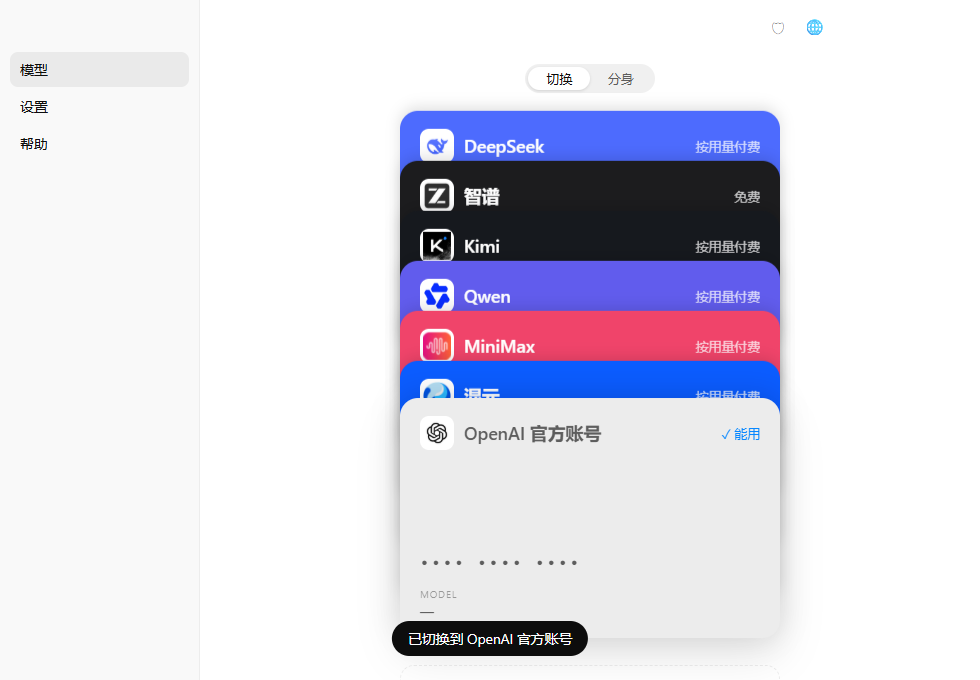 模型
设置
帮助
切换 分身
DeepSeek 按用量付费
智谱 免费
Kimi 按用量付费
Qwen 按用量付费
MiniMax 按用量付费
混元 按用量付费
OpenAI 官方账号 ✓ 能用
•••• •••• ••••
MODEL
—
已切换到 OpenAI 官方账号